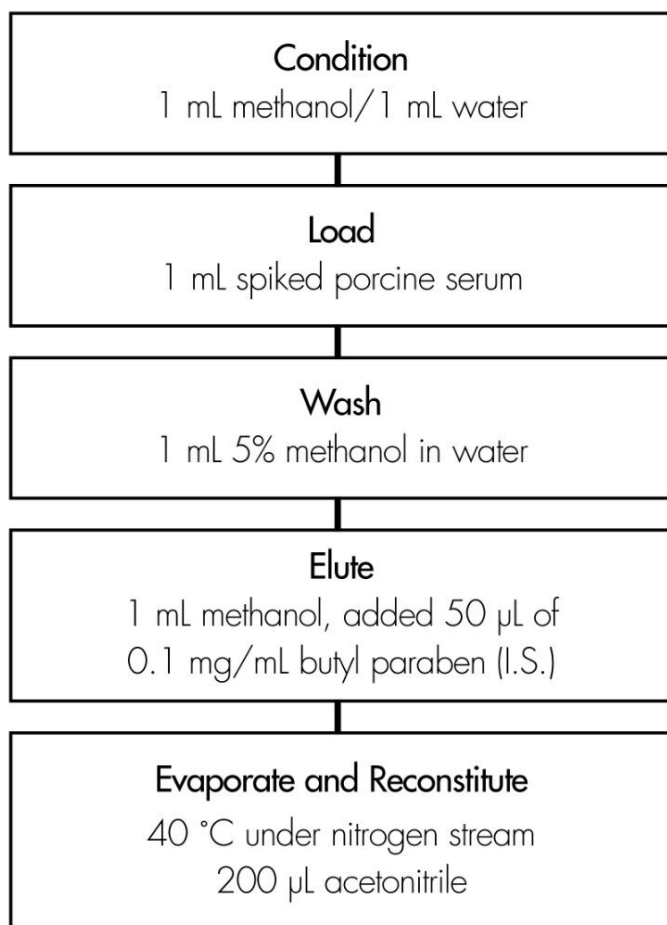 Condition
1 mL methanol/1 mL water
Load
1 mL spiked porcine serum
Wash
1 mL 5% methanol in water
Elute
1 mL methanol, added 50 µL of
0.1 mg/mL butyl paraben (I.S.)
Evaporate and Reconstitute
40 °C under nitrogen stream
200 µL acetonitrile